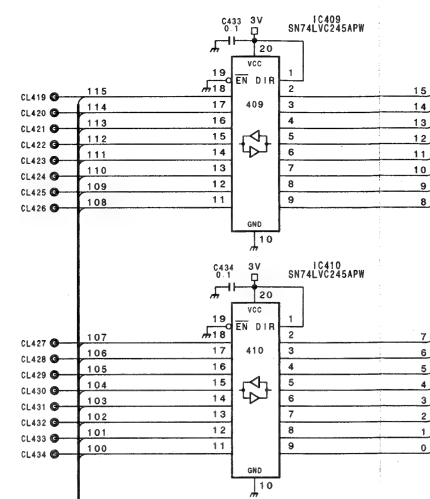 C433 3V IC409
0.1 SN74LVC245APW
20
VCC
19 EN DIR 1
CL419 115 18 2 15
CL420 114 17 409 3 14
CL421 113 16 4 13
CL422 112 15 5 12
CL423 111 14 6 11
CL424 110 13 7 10
CL425 109 12 8 9
CL426 108 11 9 8
GND
10
C434 3V IC410
0.1 SN74LVC245APW
20
VCC
19 EN DIR 1
CL427 107 18 2 7
CL428 106 17 410 3 6
CL429 105 16 4 5
CL430 104 15 5 4
CL431 103 14 6 3
CL432 102 13 7 2
CL433 101 12 8 1
CL434 100 11 9 0
GND
10